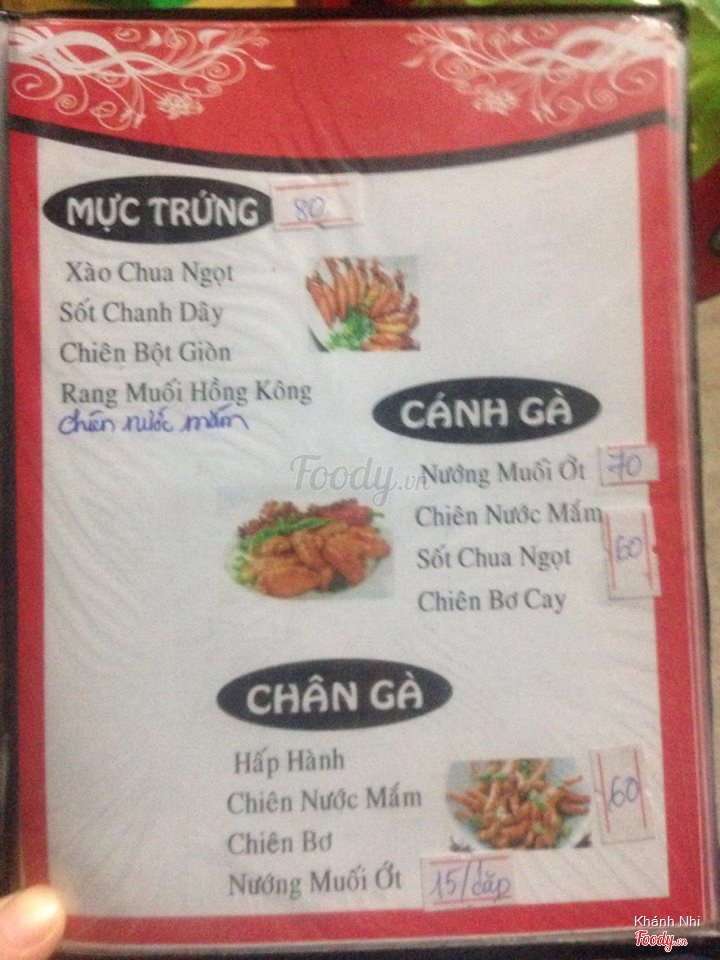 MỰC TRỨNG 80
Xào Chua Ngọt
Sốt Chanh Dây
Chiên Bột Giòn
Rang Muối Hồng Kông
chiên nước mắm
CÁNH GÀ
Nướng Muối Ớt 70
Chiên Nước Mắm
Sốt Chua Ngọt 60
Chiên Bơ Cay
Foody.vn
CHÂN GÀ
Hấp Hành
Chiên Nước Mắm 60
Chiên Bơ
Nướng Muối Ớt 15/cặp
Khánh Nhi
Foody.vn